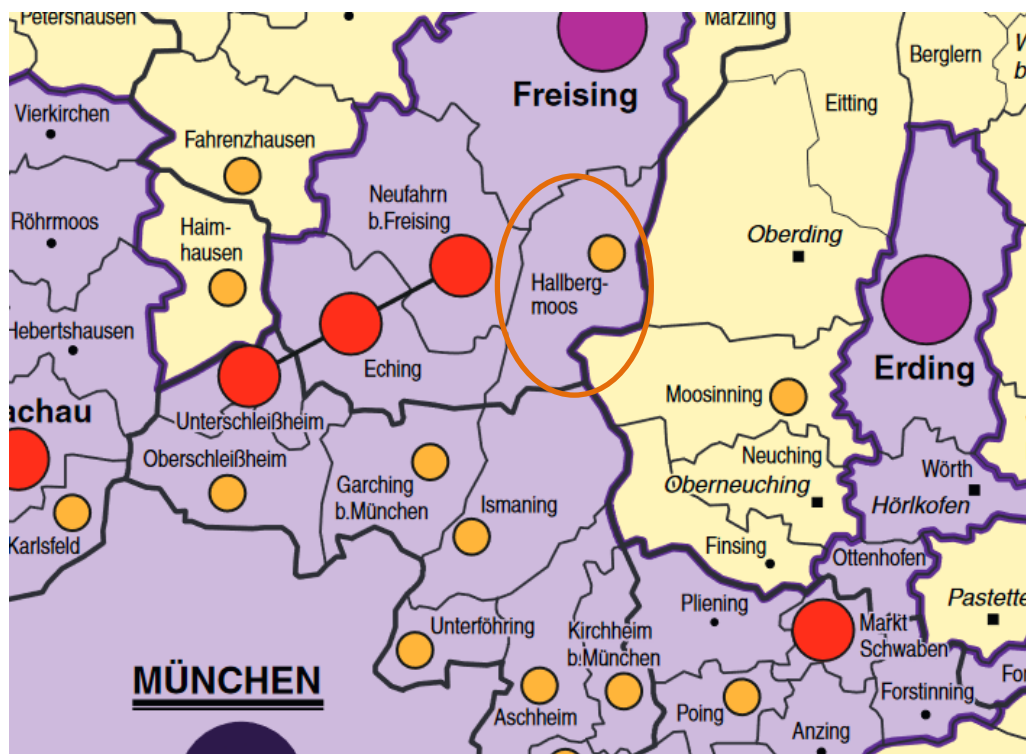 Petershausen
Marzling
Berglern
Vierkirchen
Freising
Eitting
Fahrenzhausen
Neufahrn
b.Freising
Röhrmoos
Haim-
hausen
Oberding
Hallberg-
moos
Hebertshausen
Eching
Erding
achau
Unterschleißheim
Moosinning
Oberschleißheim
Neuching
Wörth
Garching
b.München
Oberneuching
Ismaning
Hörlkofen
Karlsfeld
Finsing
Ottenhofen
Pliening
Pastette
Unterföhring
Kirchheim
b.München
Markt
Schwaben
MÜNCHEN
Aschheim
Poing
Forstinning
For
Anzing